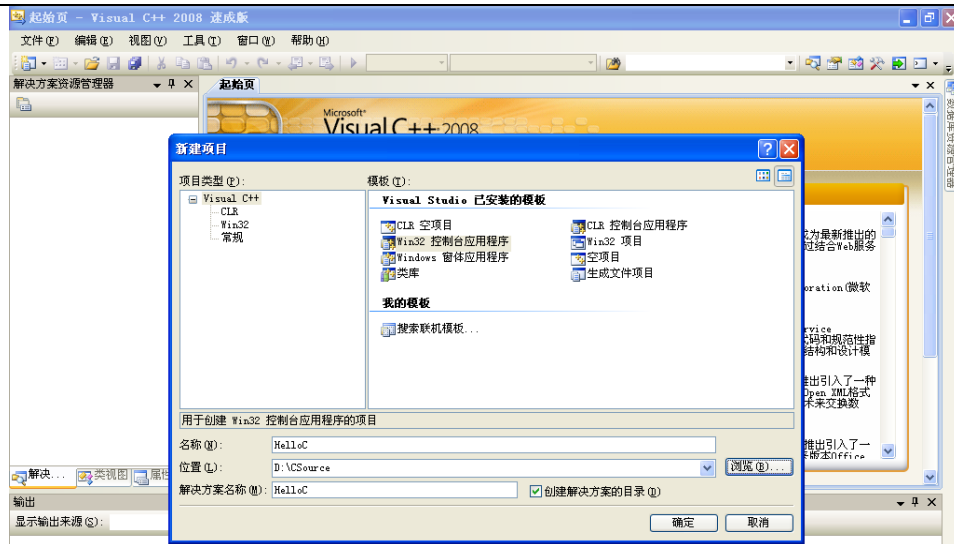 起始页 - Visual C++ 2008 速成版
文件(F) 编辑(E) 视图(V) 工具(T) 窗口(W) 帮助(H)
解决方案资源管理器
起始页
Microsoft
Visual C++ 2008
新建项目
项目类型(P):
Visual C++
CLR
Win32
常规
模板(T):
Visual Studio 已安装的模板
CLR 空项目
CLR 控制台应用程序
Win32 控制台应用程序
Win32 项目
Windows 窗体应用程序
空项目
类库
生成文件项目
我的模板
搜索联机模板...
用于创建 Win32 控制台应用程序的项目
名称(N): HelloC
位置(L): D:\CSource 浏览(B)...
解决方案名称(M): HelloC 创建解决方案的目录(D)
确定 取消
为最新推出的
过结合Web服务
oration(微软
rvice
代码和规范性指
结构和设计模
推出引入了一种
Open XML格式
术来交换数
推出引入了一
版本Office
解决... 类视图 属性
输出
显示输出来源(S):